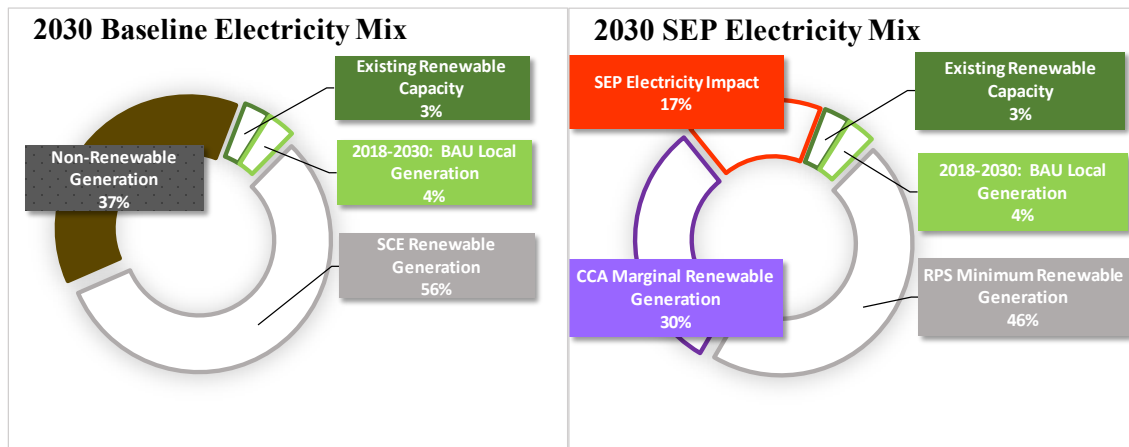 2030 Baseline Electricity Mix
Existing Renewable
Capacity
3%
Non-Renewable
Generation
37%
2018-2030:  BAU Local
Generation
4%
SCE Renewable
Generation
56%
2030 SEP Electricity Mix
SEP Electricity Impact
17%
Existing Renewable
Capacity
3%
2018-2030:  BAU Local
Generation
4%
CCA Marginal Renewable
Generation
30%
RPS Minimum Renewable
Generation
46%